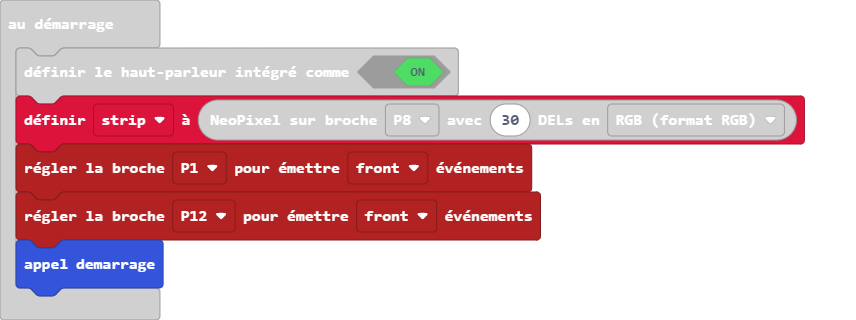 au démarrage
définir le haut-parleur intégré comme ON
définir strip à NeoPixel sur broche P8 avec 30 DELs en RGB (format RGB)
régler la broche P1 pour émettre front événements
régler la broche P12 pour émettre front événements
appel demarrage